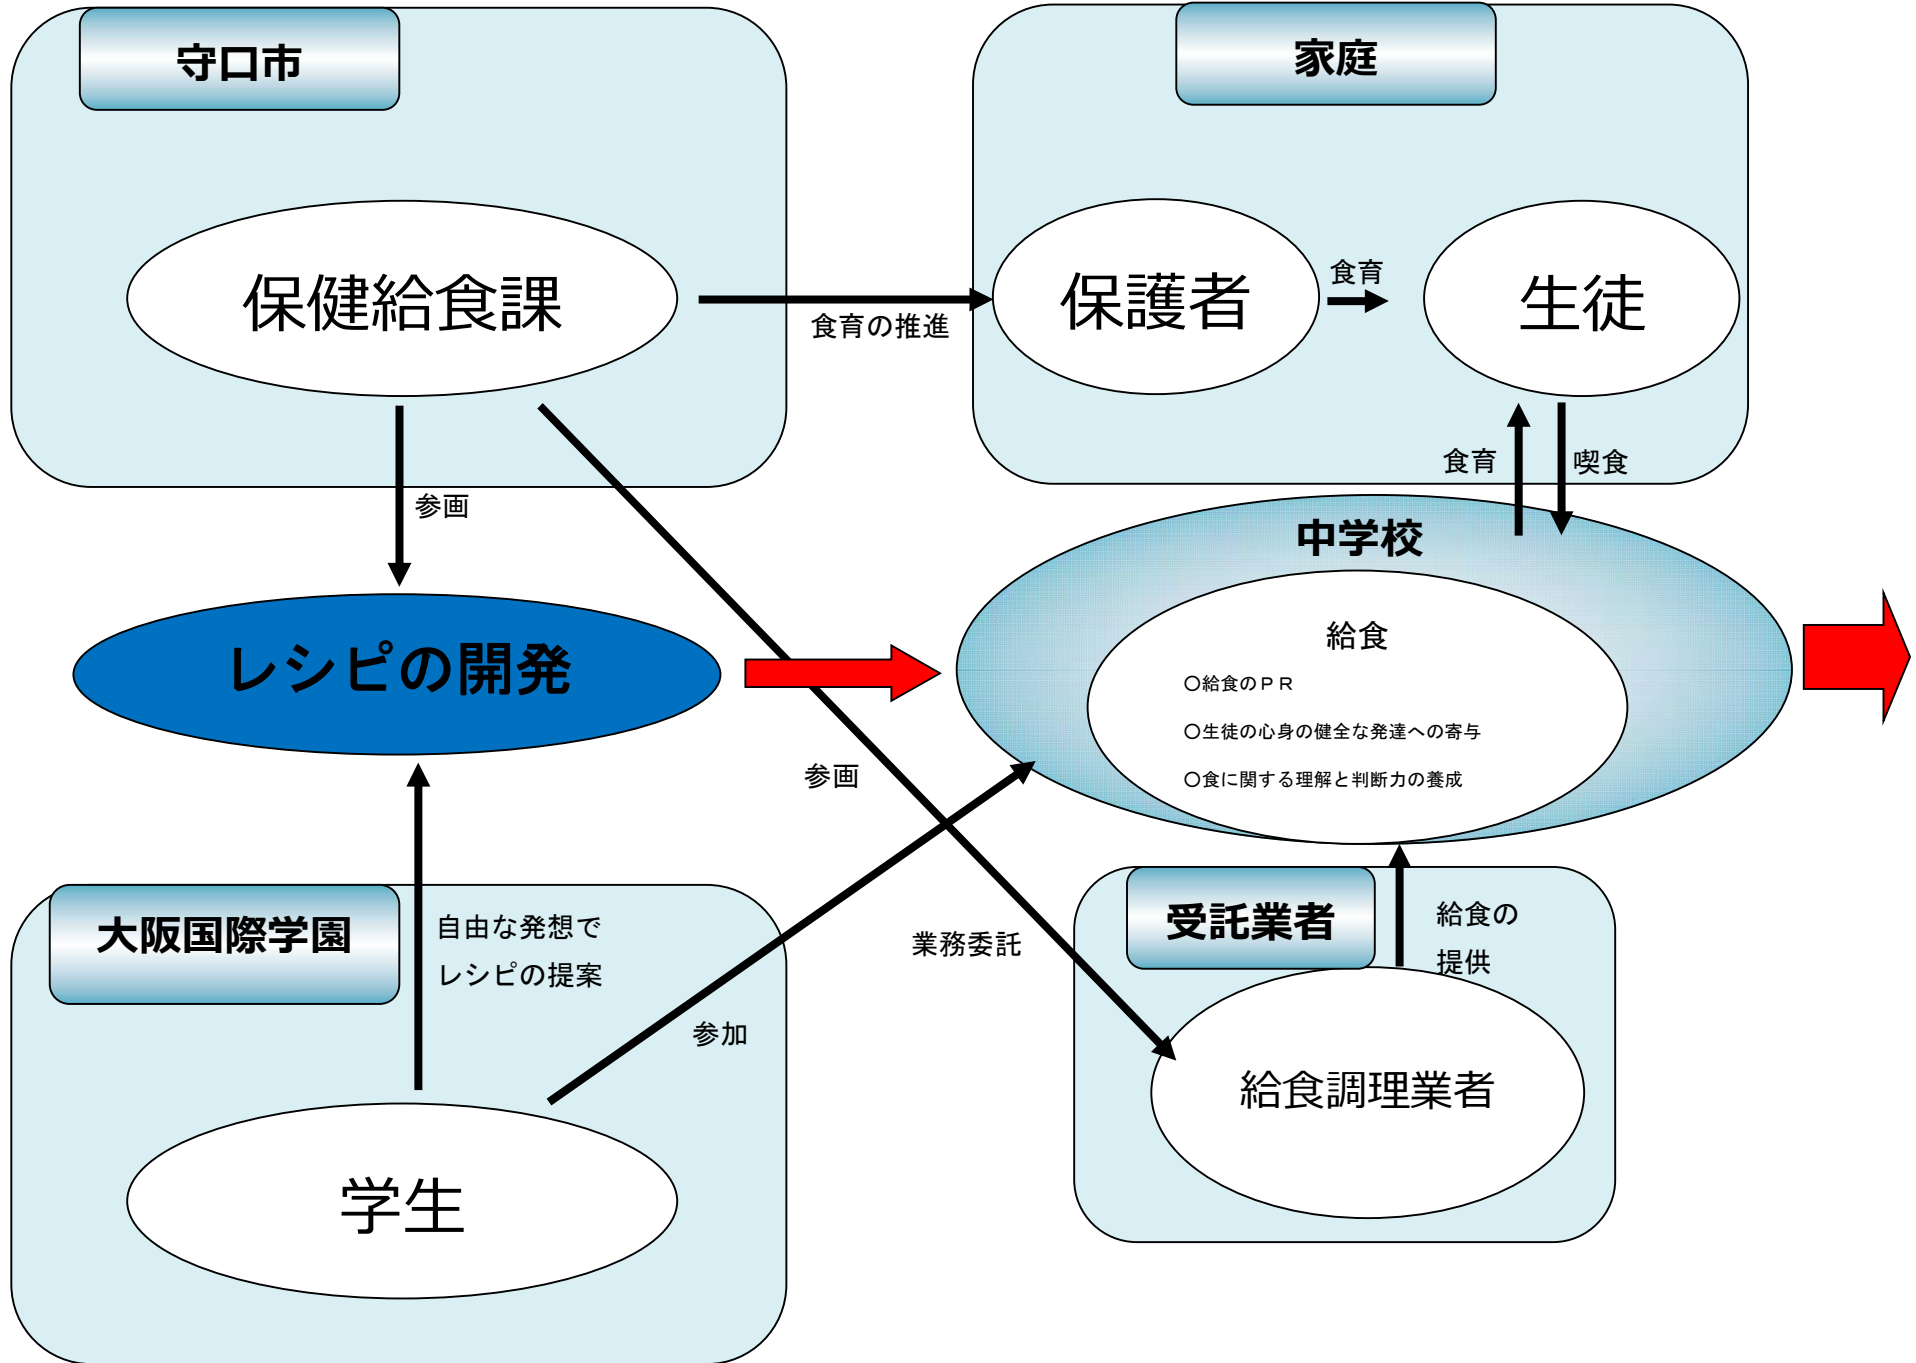 守口市
家庭
保健給食課
食育の推進
保護者
食育
生徒
参画
食育
喫食
中学校
レシピの開発
給食
○給食のＰＲ
○生徒の心身の健全な発達への寄与
○食に関する理解と判断力の養成
参画
大阪国際学園
自由な発想で
レシピの提案
業務委託
参加
受託業者
給食の
提供
給食調理業者
学生